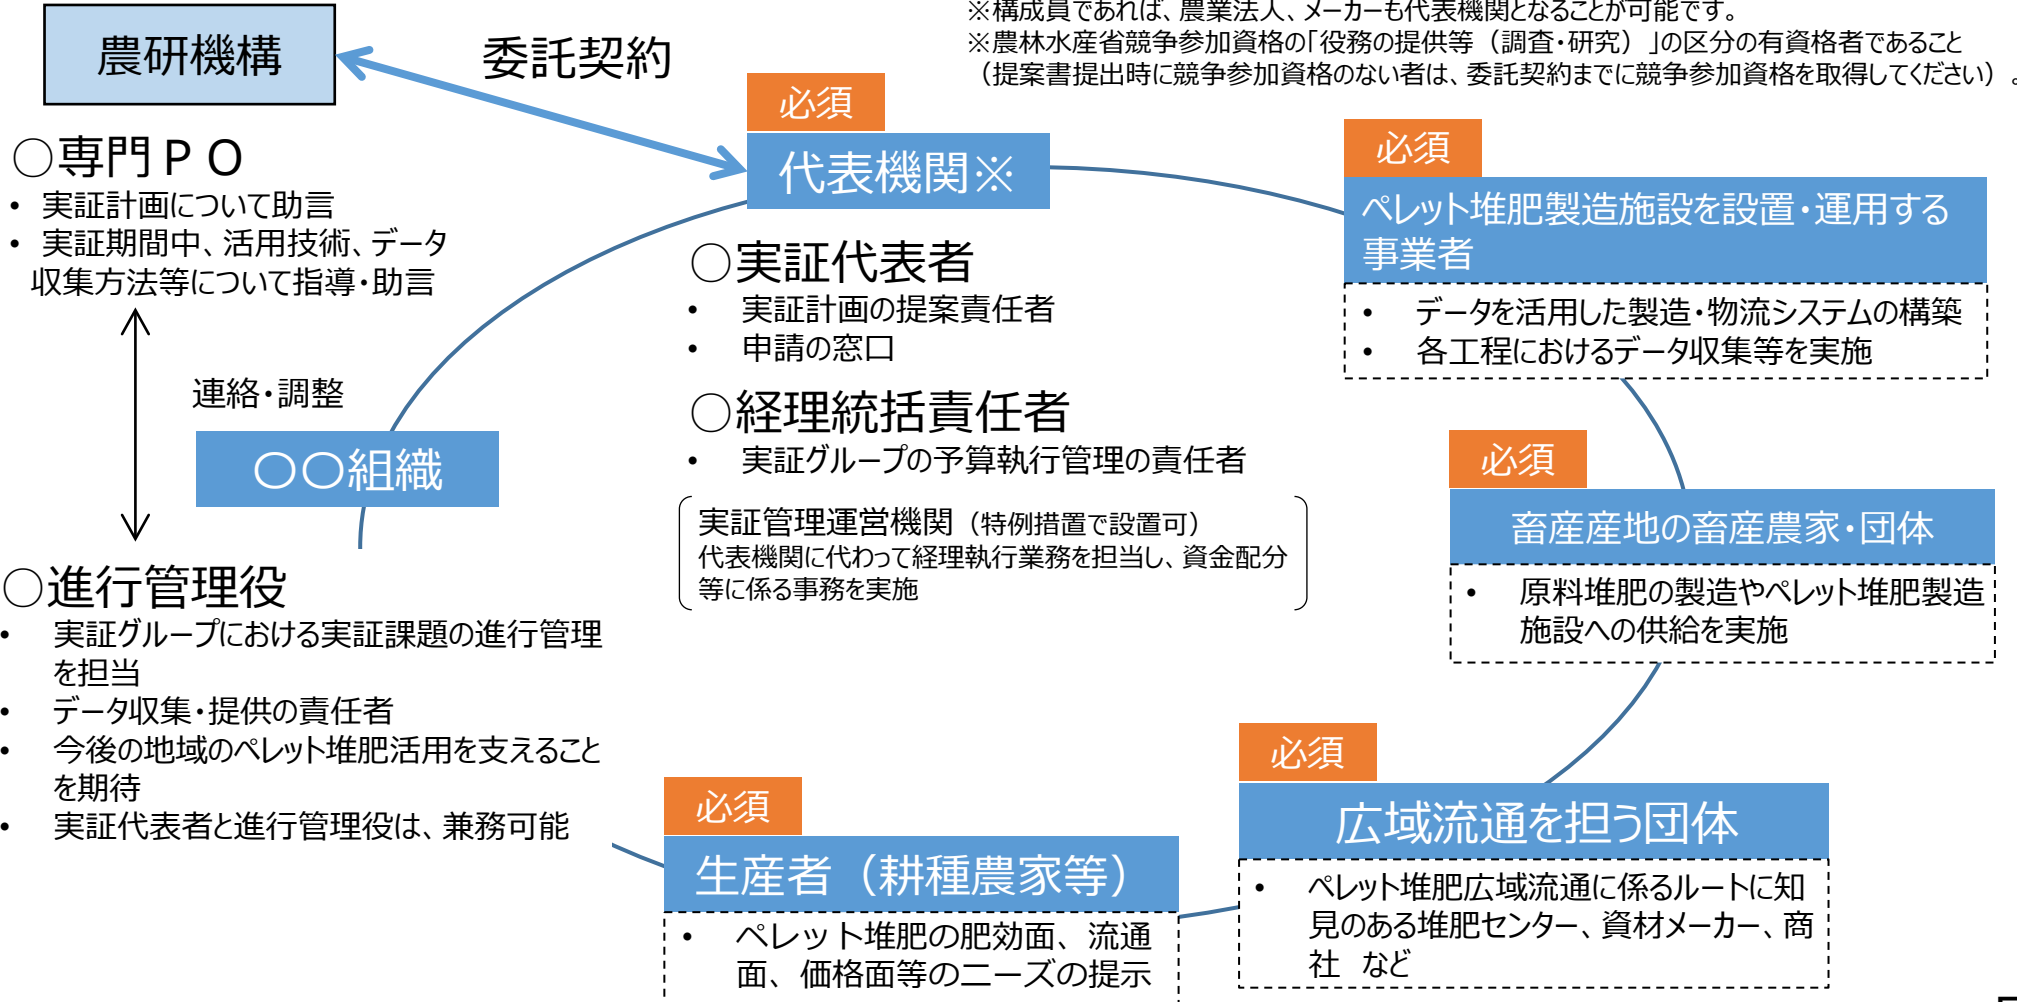 ※構成員であれば、農業法人、メーカーも代表機関となることが可能です。
※農林水産省競争参加資格の「役務の提供等（調査・研究）」の区分の有資格者であること
（提案書提出時に競争参加資格のない者は、委託契約までに競争参加資格を取得してください）。
農研機構
委託契約
○専門ＰＯ
• 実証計画について助言
• 実証期間中、活用技術、データ
収集方法等について指導・助言
連絡・調整
〇〇組織
○進行管理役
• 実証グループにおける実証課題の進行管理
を担当
• データ収集・提供の責任者
• 今後の地域のペレット堆肥活用を支えること
を期待
• 実証代表者と進行管理役は、兼務可能
必須
代表機関※
○実証代表者
• 実証計画の提案責任者
• 申請の窓口
○経理統括責任者
• 実証グループの予算執行管理の責任者
実証管理運営機関（特例措置で設置可）
代表機関に代わって経理執行業務を担当し、資金配分
等に係る事務を実施
必須
ペレット堆肥製造施設を設置・運用する
事業者
• データを活用した製造・物流システムの構築
• 各工程におけるデータ収集等を実施
必須
畜産産地の畜産農家・団体
• 原料堆肥の製造やペレット堆肥製造
施設への供給を実施
必須
広域流通を担う団体
• ペレット堆肥広域流通に係るルートに知
見のある堆肥センター、資材メーカー、商
社 など
必須
生産者（耕種農家等）
• ペレット堆肥の肥効面、流通
面、価格面等のニーズの提示